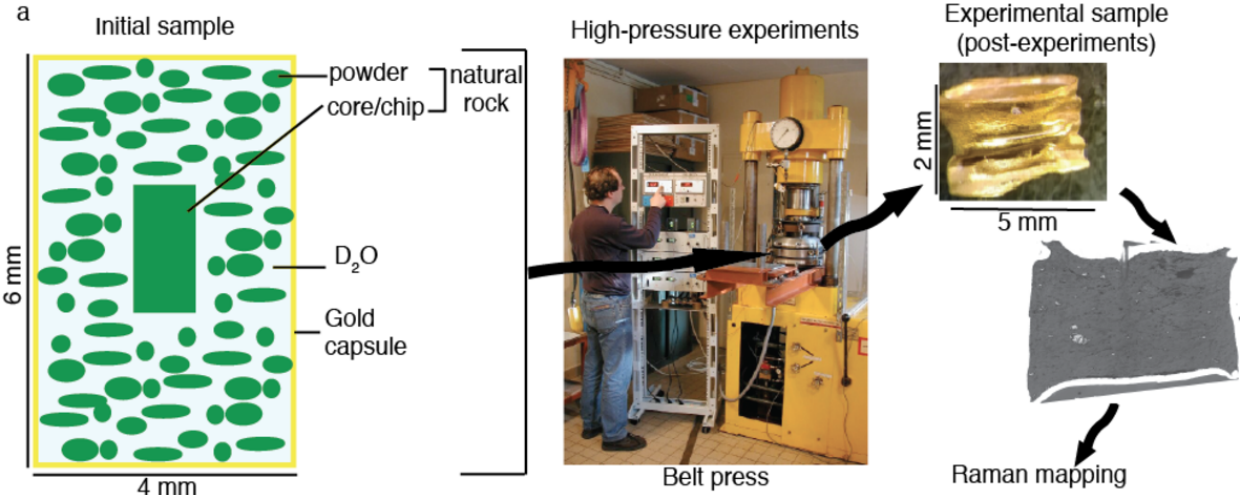 a
Initial sample
powder
core/chip
natural
rock
D₂O
Gold
capsule
6 mm
4 mm
High-pressure experiments
Belt press
Experimental sample
(post-experiments)
2 mm
5 mm
Raman mapping